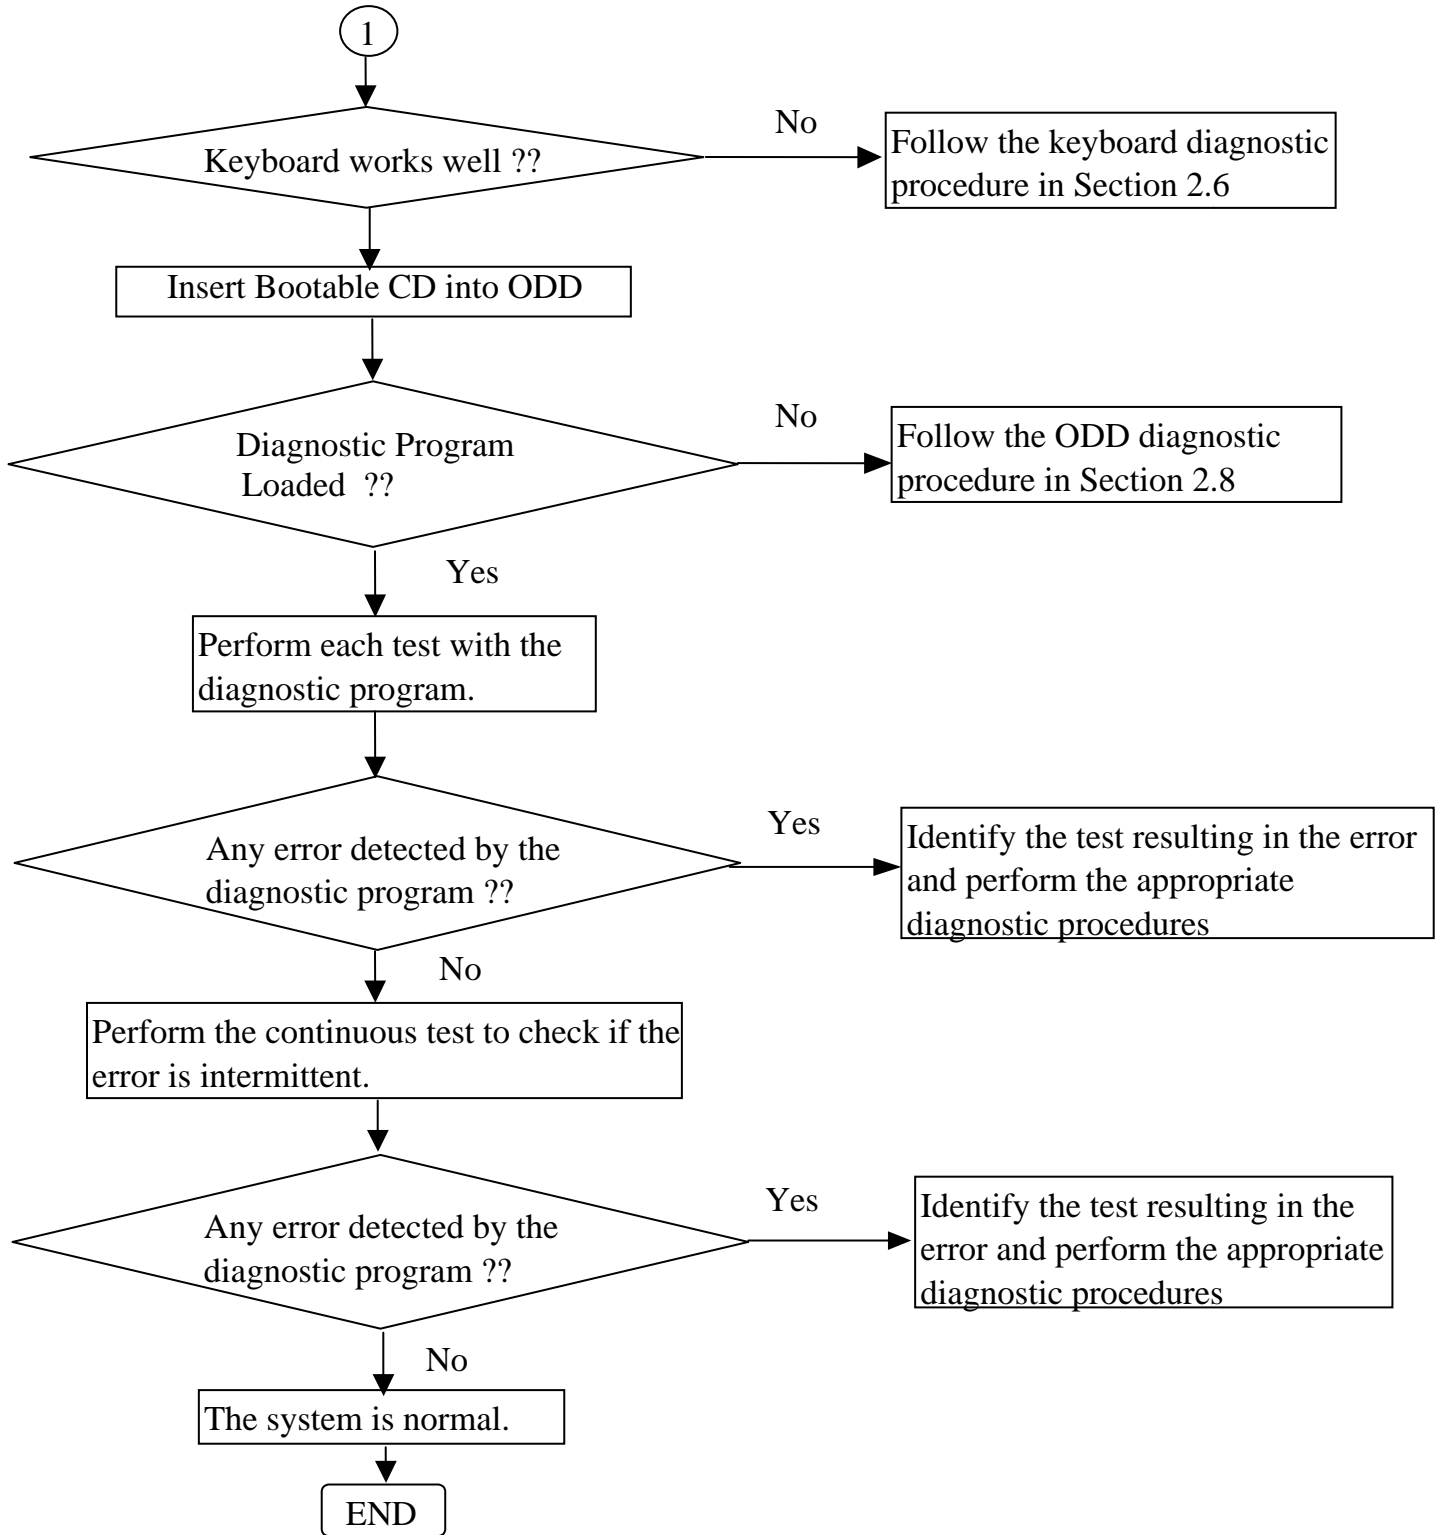 1
Keyboard works well ??
No
Follow the keyboard diagnostic
procedure in Section 2.6
Insert Bootable CD into ODD
Diagnostic Program
Loaded ??
No
Follow the ODD diagnostic
procedure in Section 2.8
Yes
Perform each test with the
diagnostic program.
Any error detected by the
diagnostic program ??
Yes
Identify the test resulting in the error
and perform the appropriate
diagnostic procedures
No
Perform the continuous test to check if the
error is intermittent.
Any error detected by the
diagnostic program ??
Yes
Identify the test resulting in the
error and perform the appropriate
diagnostic procedures
No
The system is normal.
END